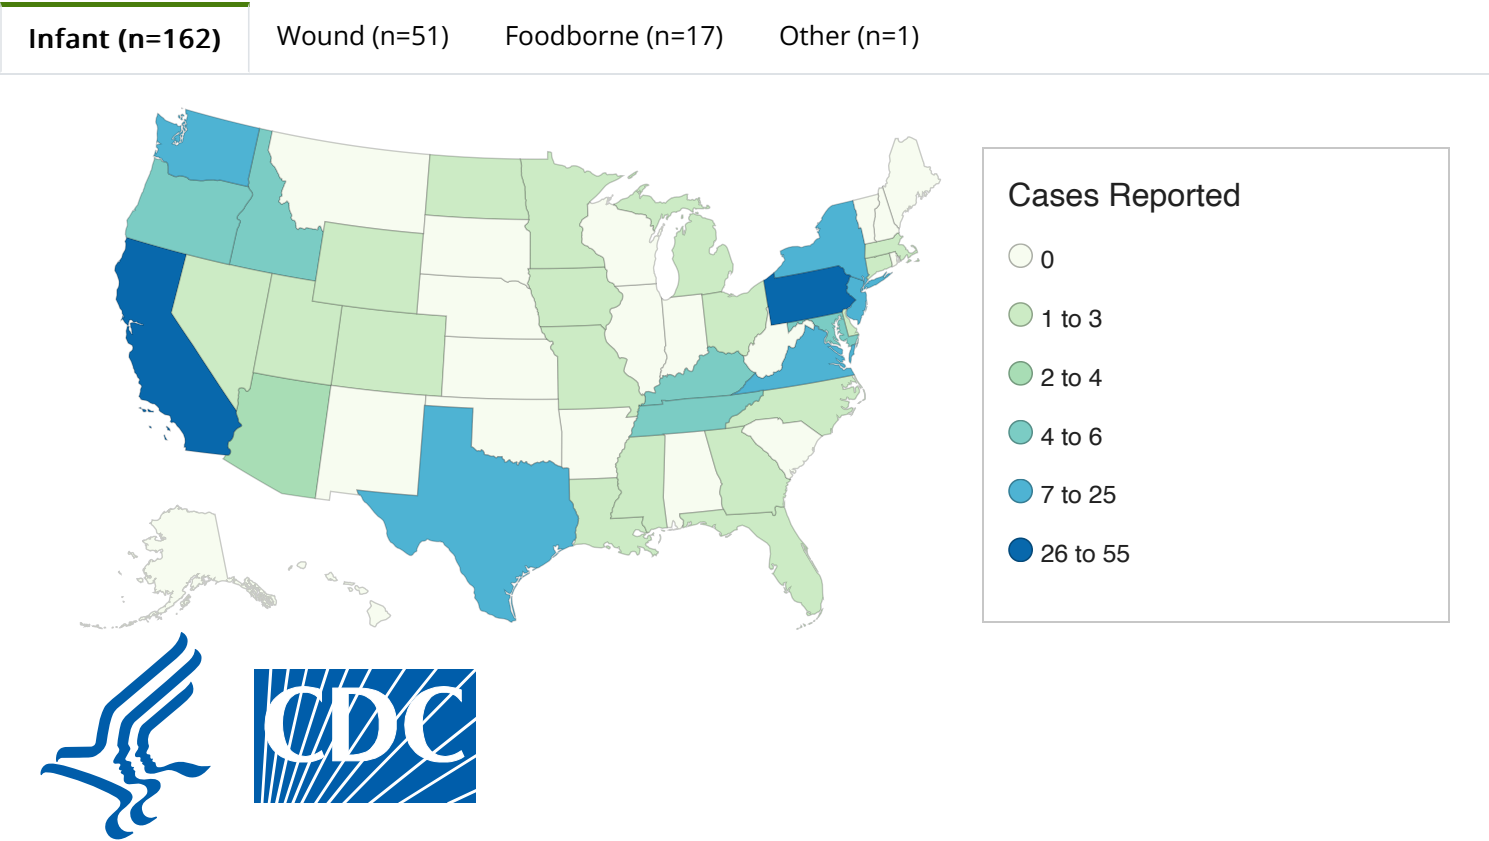 Infant (n=162) Wound (n=51) Foodborne (n=17) Other (n=1)
Cases Reported
0
1 to 3
2 to 4
4 to 6
7 to 25
26 to 55
CDC